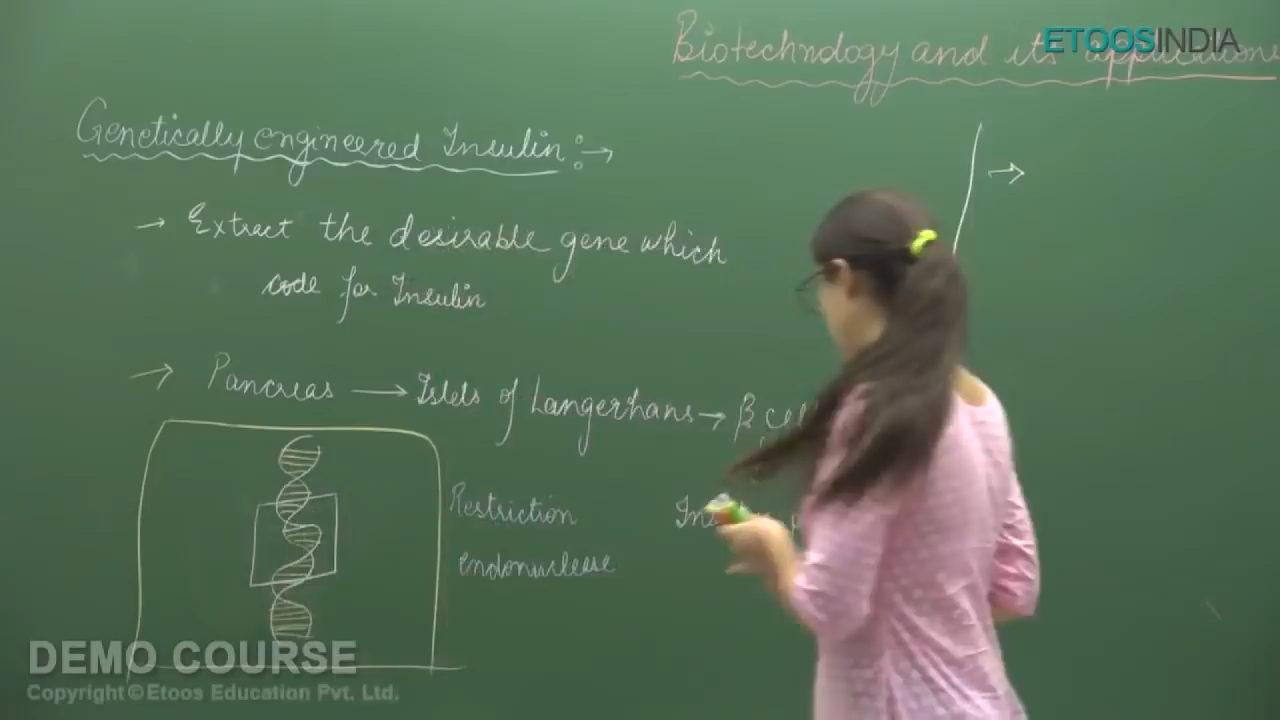 Biotechnology and its applications
ETOOSINDIA
Genetically engineered Insulin :→
→ Extract the desirable gene which
code for Insulin
→ Pancreas → Islets of Langerhans → β
→
Restriction
endonuclease
DEMO COURSE
Copyright © Etoos Education Pvt. Ltd.